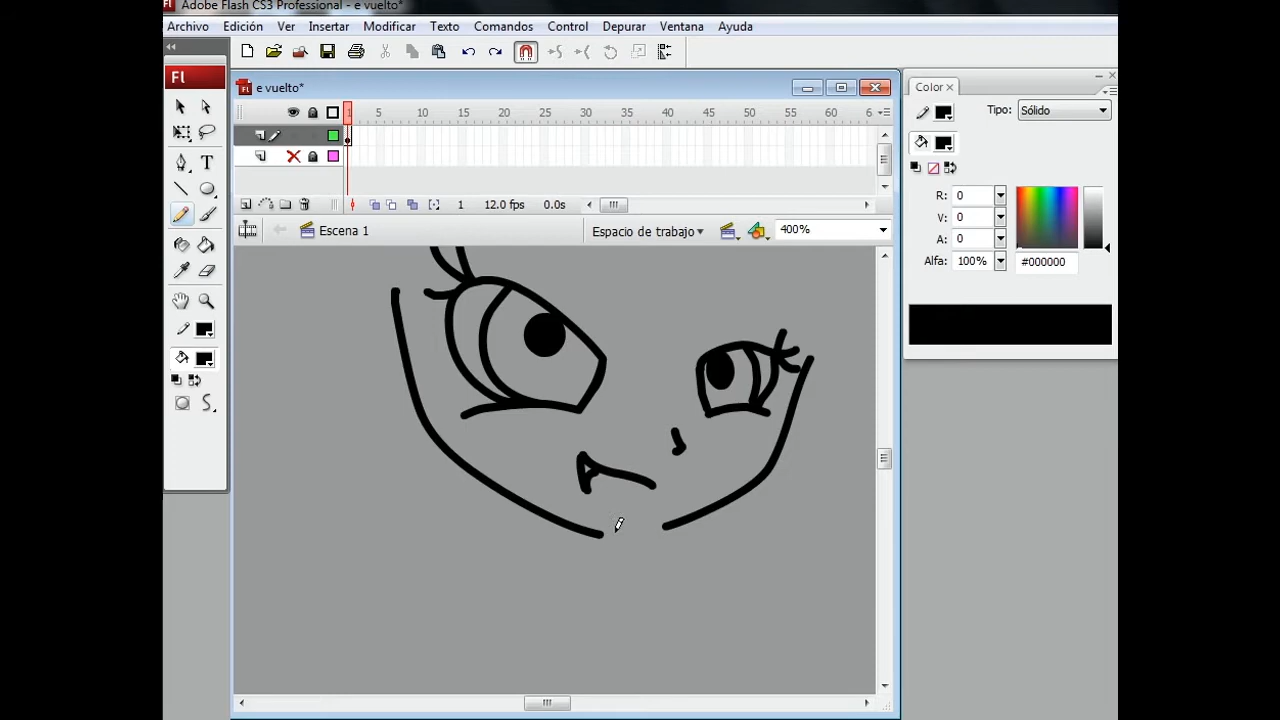 Adobe Flash CS3 Professional - e vuelto*
Archivo Edición Ver Insertar Modificar Texto Comandos Control Depurar Ventana Ayuda
Fl
e vuelto*
1 5 10 15 20 25 30 35 40 45 50 55 60 6
1 12.0 fps 0.0s
Escena 1
Espacio de trabajo
400%
Color
Tipo: Sólido
R: 0
V: 0
A: 0
Alfa: 100% #000000